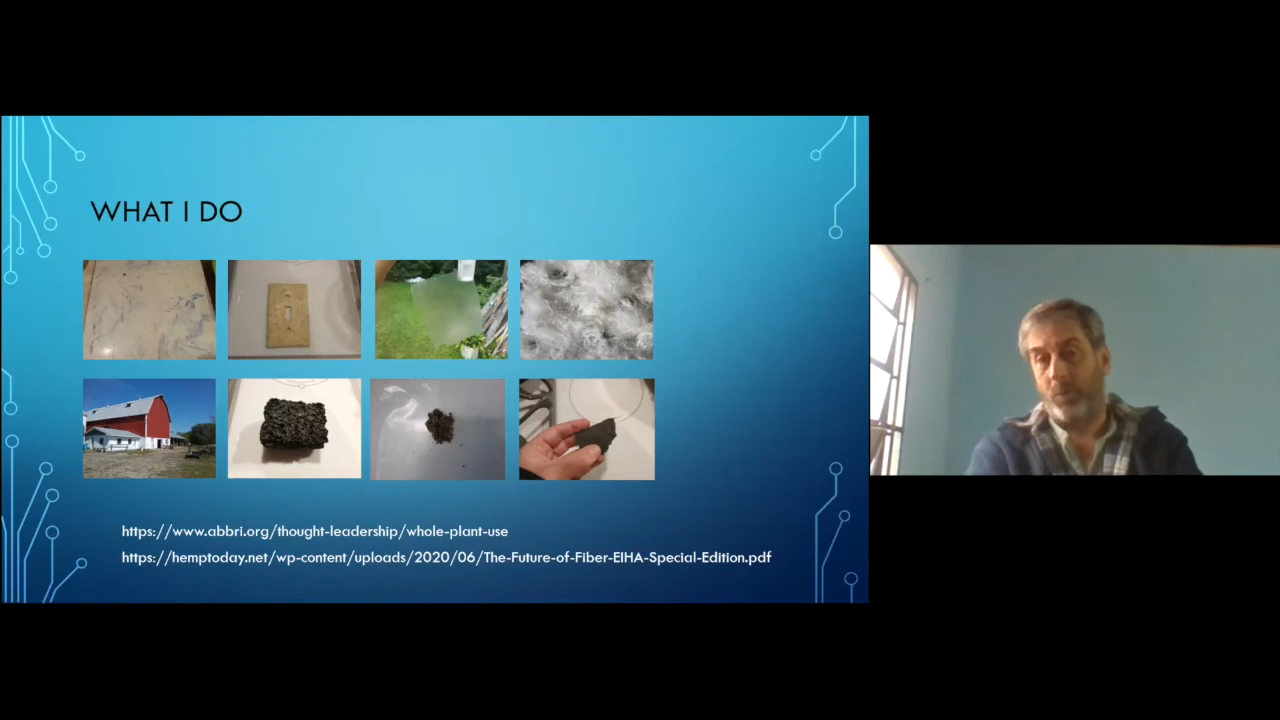 WHAT I DO
https://www.abbri.org/thought-leadership/whole-plant-use
https://hemptoday.net/wp-content/uploads/2020/06/The-Future-of-Fiber-EIHA-Special-Edition.pdf